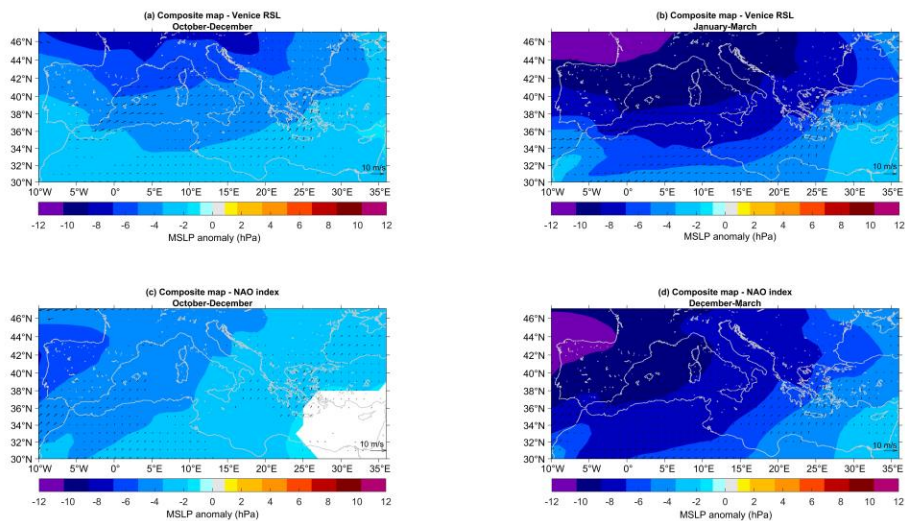 (a) Composite map - Venice RSL
October-December
46°N
44°N
42°N
40°N
38°N
36°N
34°N
32°N
30°N
10 m/s
10°W 5°W 0° 5°E 10°E 15°E 20°E 25°E 30°E 35°E
-12 -10 -8 -6 -4 -2 0 2 4 6 8 10 12
MSLP anomaly (hPa)
(b) Composite map - Venice RSL
January-March
46°N
44°N
42°N
40°N
38°N
36°N
34°N
32°N
30°N
10 m/s
10°W 5°W 0° 5°E 10°E 15°E 20°E 25°E 30°E 35°E
-12 -10 -8 -6 -4 -2 0 2 4 6 8 10 12
MSLP anomaly (hPa)
(c) Composite map - NAO index
October-December
46°N
44°N
42°N
40°N
38°N
36°N
34°N
32°N
30°N
10 m/s
10°W 5°W 0° 5°E 10°E 15°E 20°E 25°E 30°E 35°E
-12 -10 -8 -6 -4 -2 0 2 4 6 8 10 12
MSLP anomaly (hPa)
(d) Composite map - NAO index
December-March
46°N
44°N
42°N
40°N
38°N
36°N
34°N
32°N
30°N
10 m/s
10°W 5°W 0° 5°E 10°E 15°E 20°E 25°E 30°E 35°E
-12 -10 -8 -6 -4 -2 0 2 4 6 8 10 12
MSLP anomaly (hPa)